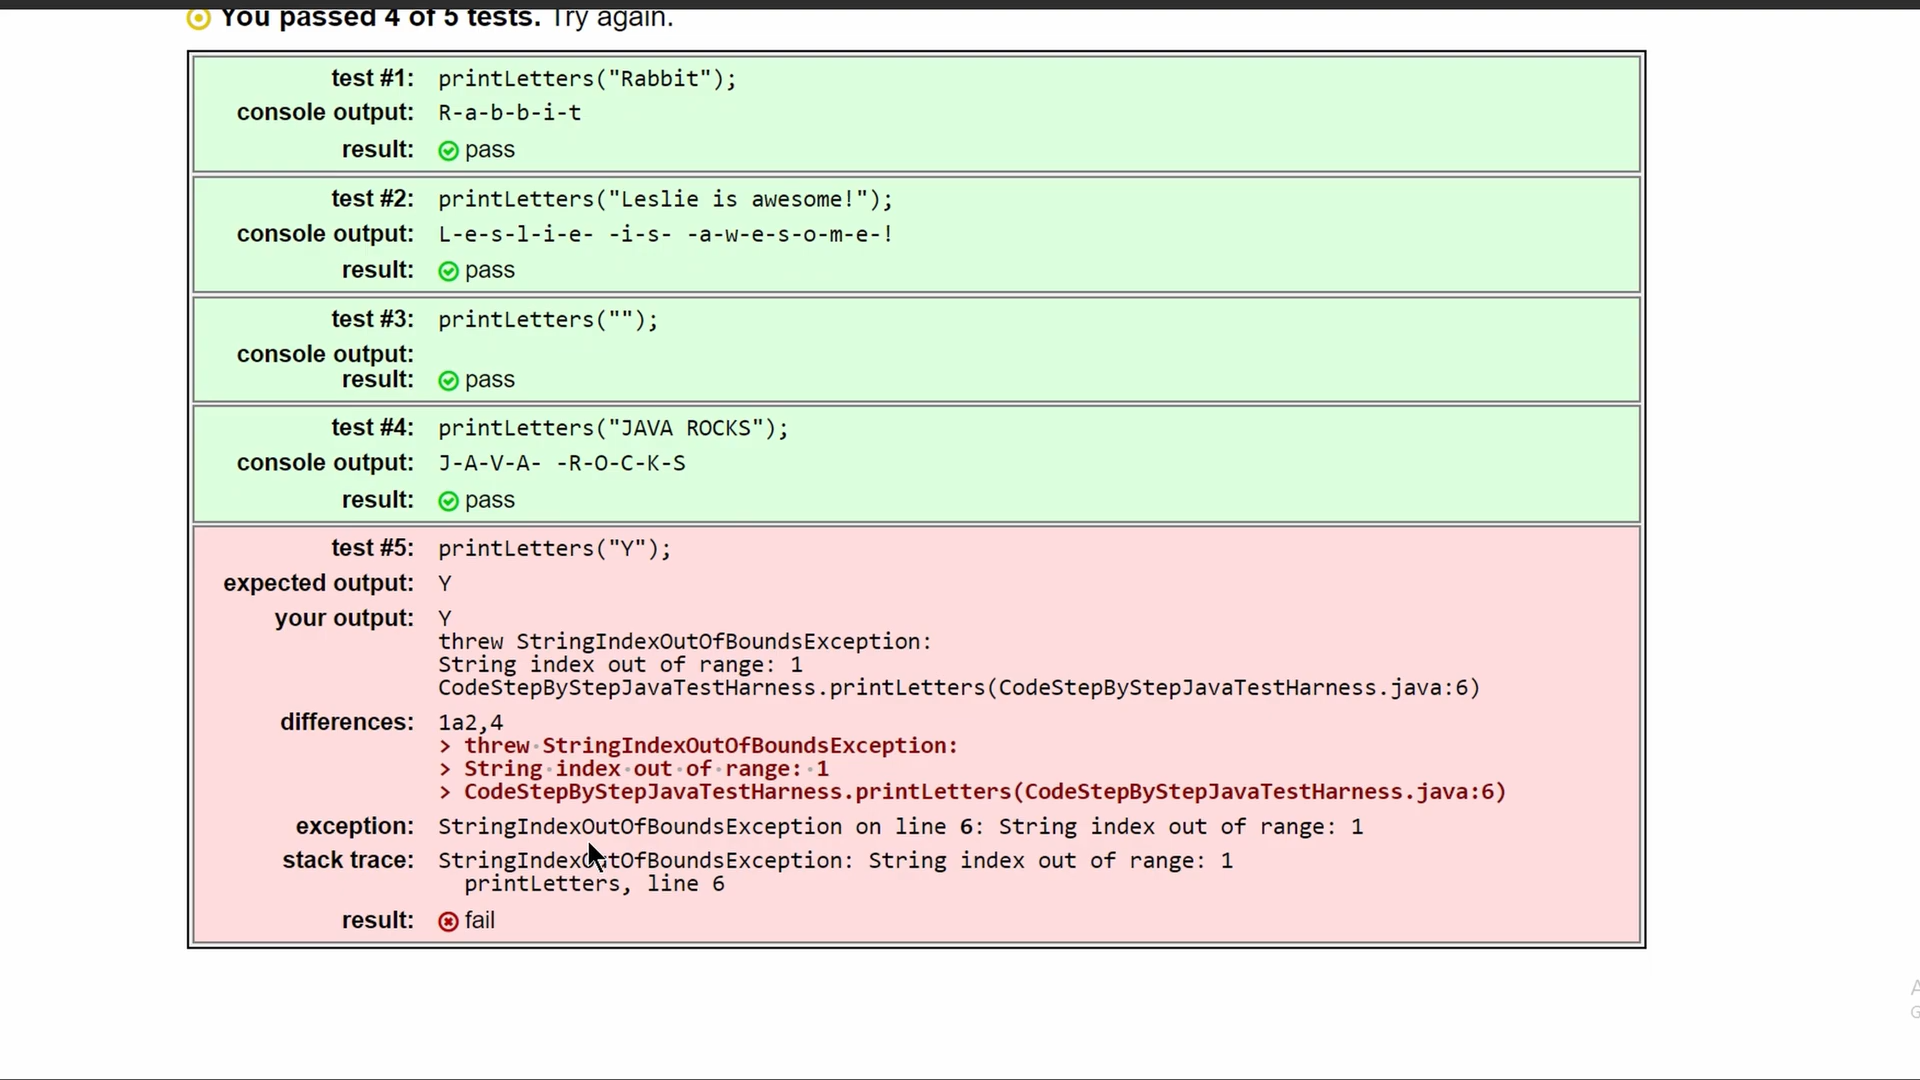 You passed 4 of 5 tests. Try again.
test #1: printLetters("Rabbit");
console output: R-a-b-b-i-t
result: pass
test #2: printLetters("Leslie is awesome!");
console output: L-e-s-l-i-e- -i-s- -a-w-e-s-o-m-e-!
result: pass
test #3: printLetters("");
console output:
result: pass
test #4: printLetters("JAVA ROCKS");
console output: J-A-V-A- -R-O-C-K-S
result: pass
test #5: printLetters("Y");
expected output: Y
your output: Y
threw StringIndexOutOfBoundsException:
String index out of range: 1
CodeStepByStepJavaTestHarness.printLetters(CodeStepByStepJavaTestHarness.java:6)
differences: 1a2,4
> threw·StringIndexOutOfBoundsException:
> String·index·out·of·range:·1
> CodeStepByStepJavaTestHarness.printLetters(CodeStepByStepJavaTestHarness.java:6)
exception: StringIndexOutOfBoundsException on line 6: String index out of range: 1
stack trace: StringIndexOutOfBoundsException: String index out of range: 1
printLetters, line 6
result: fail